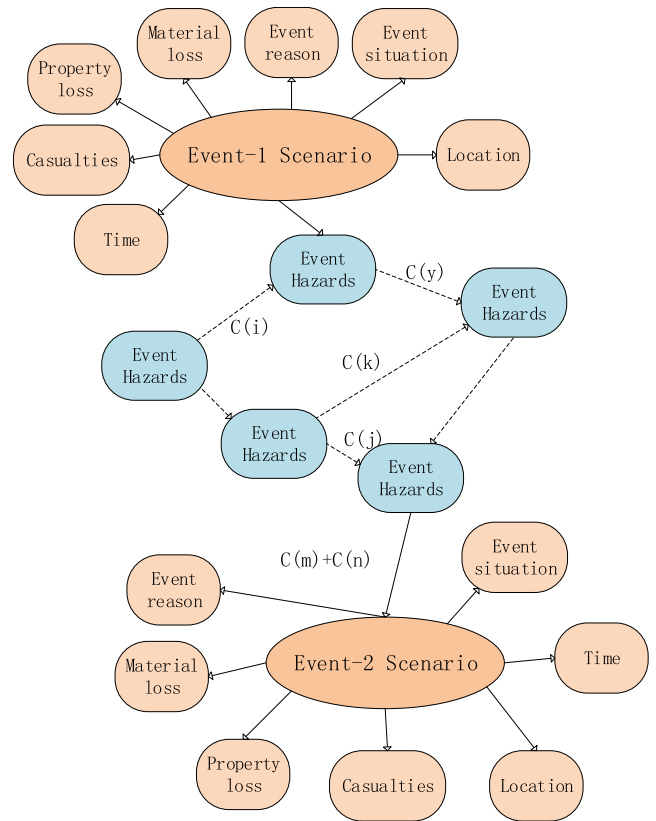 Material
loss
Event
reason
Event
situation
Property
loss
Casualties
Event-1 Scenario
Location
Time
Event
Hazards
C(y)
Event
Hazards
C(i)
Event
Hazards
C(k)
Event
Hazards
C(j)
Event
Hazards
C(m)+C(n)
Event
situation
Event
reason
Event-2 Scenario
Time
Material
loss
Property
loss
Casualties
Location